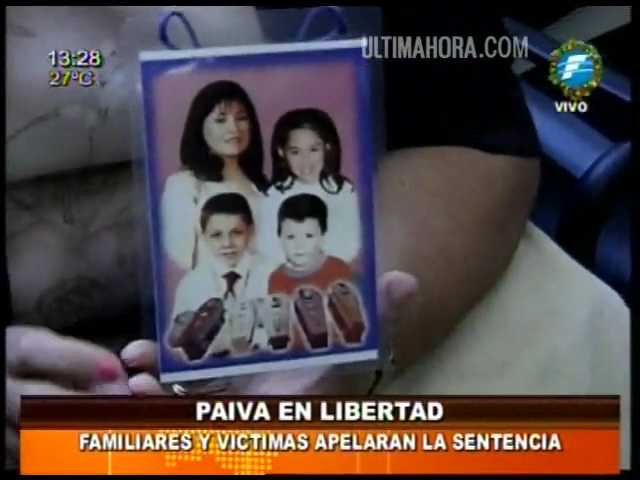 ULTIMAHORA.COM
13:28
27°C
VIVO
PAIVA EN LIBERTAD
FAMILIARES Y VICTIMAS APELARAN LA SENTENCIA